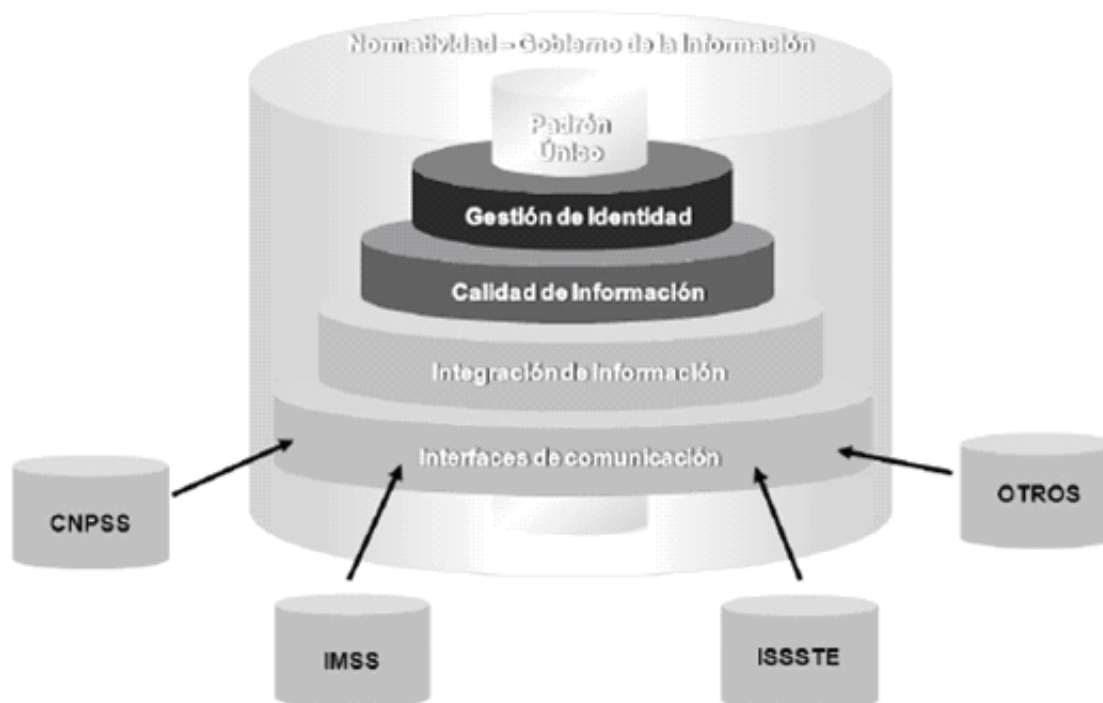 Normatividad – Gobierno de la Información
Padrón
Único
Gestión de Identidad
Calidad de Información
Integración de Información
Interfaces de comunicación
CNPSS
OTROS
IMSS
ISSSTE